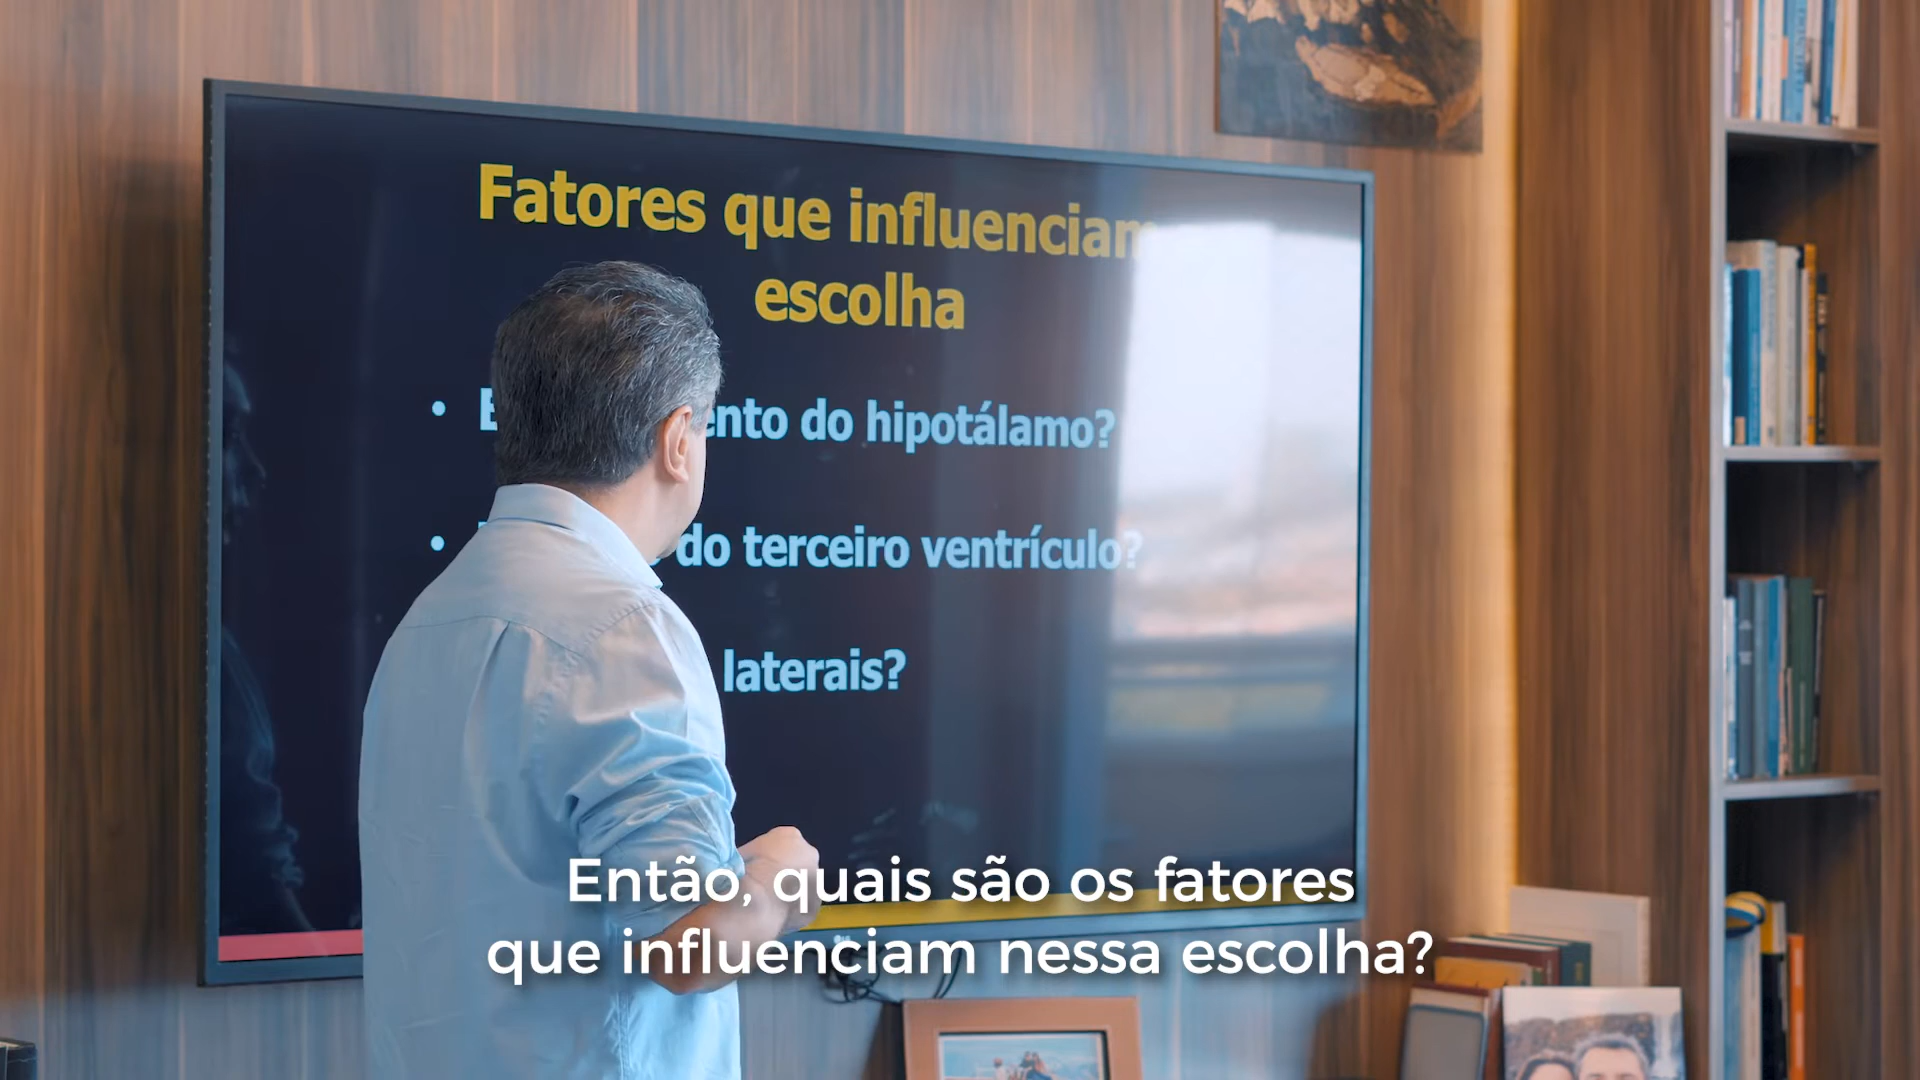 Fatores que influenciam
escolha
• do hipotálamo?
• do terceiro ventrículo?
laterais?
Então, quais são os fatores
que influenciam nessa escolha?